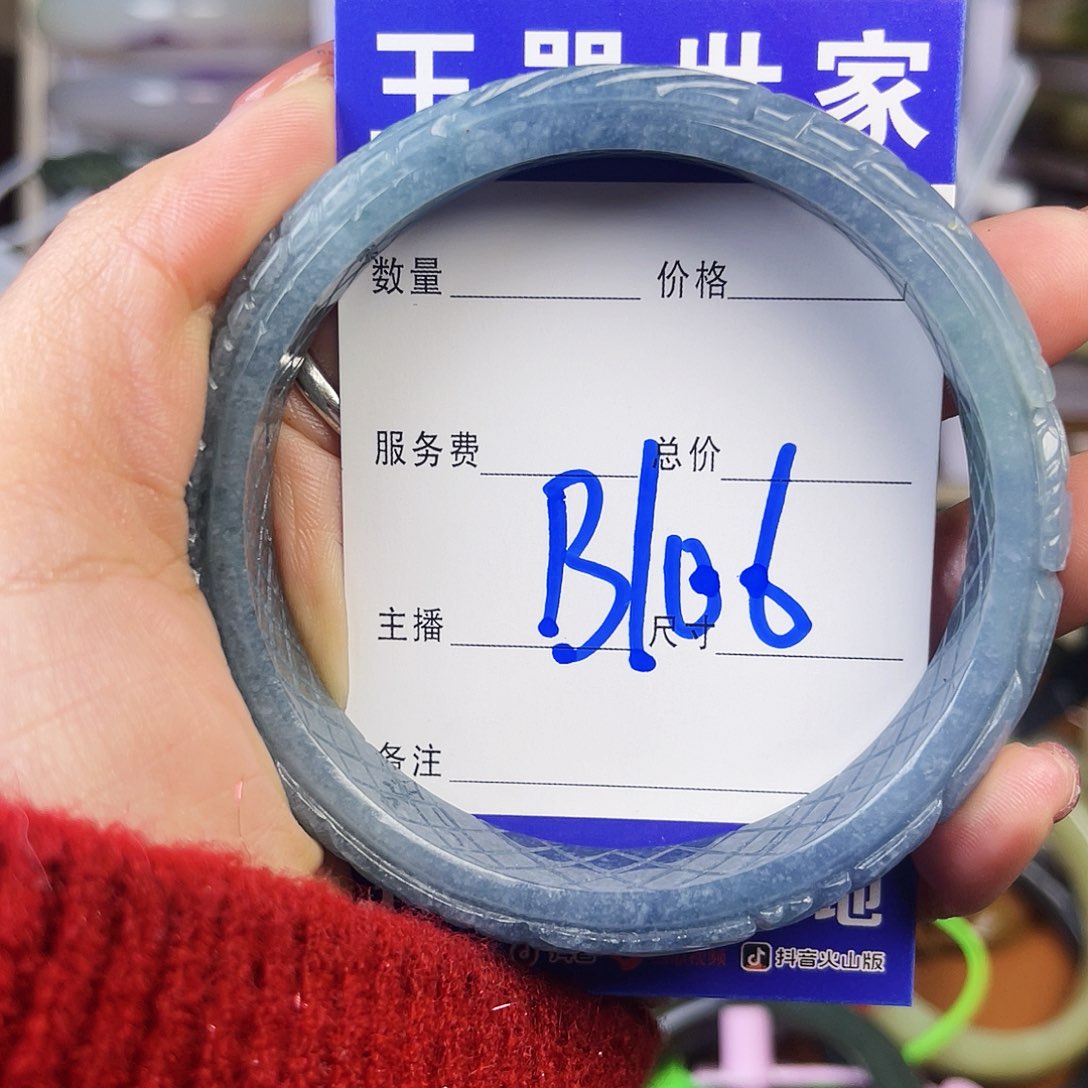 世家
数量 价格
服务费 总价
B106
主播 尺寸
备注
地
抖音火山版